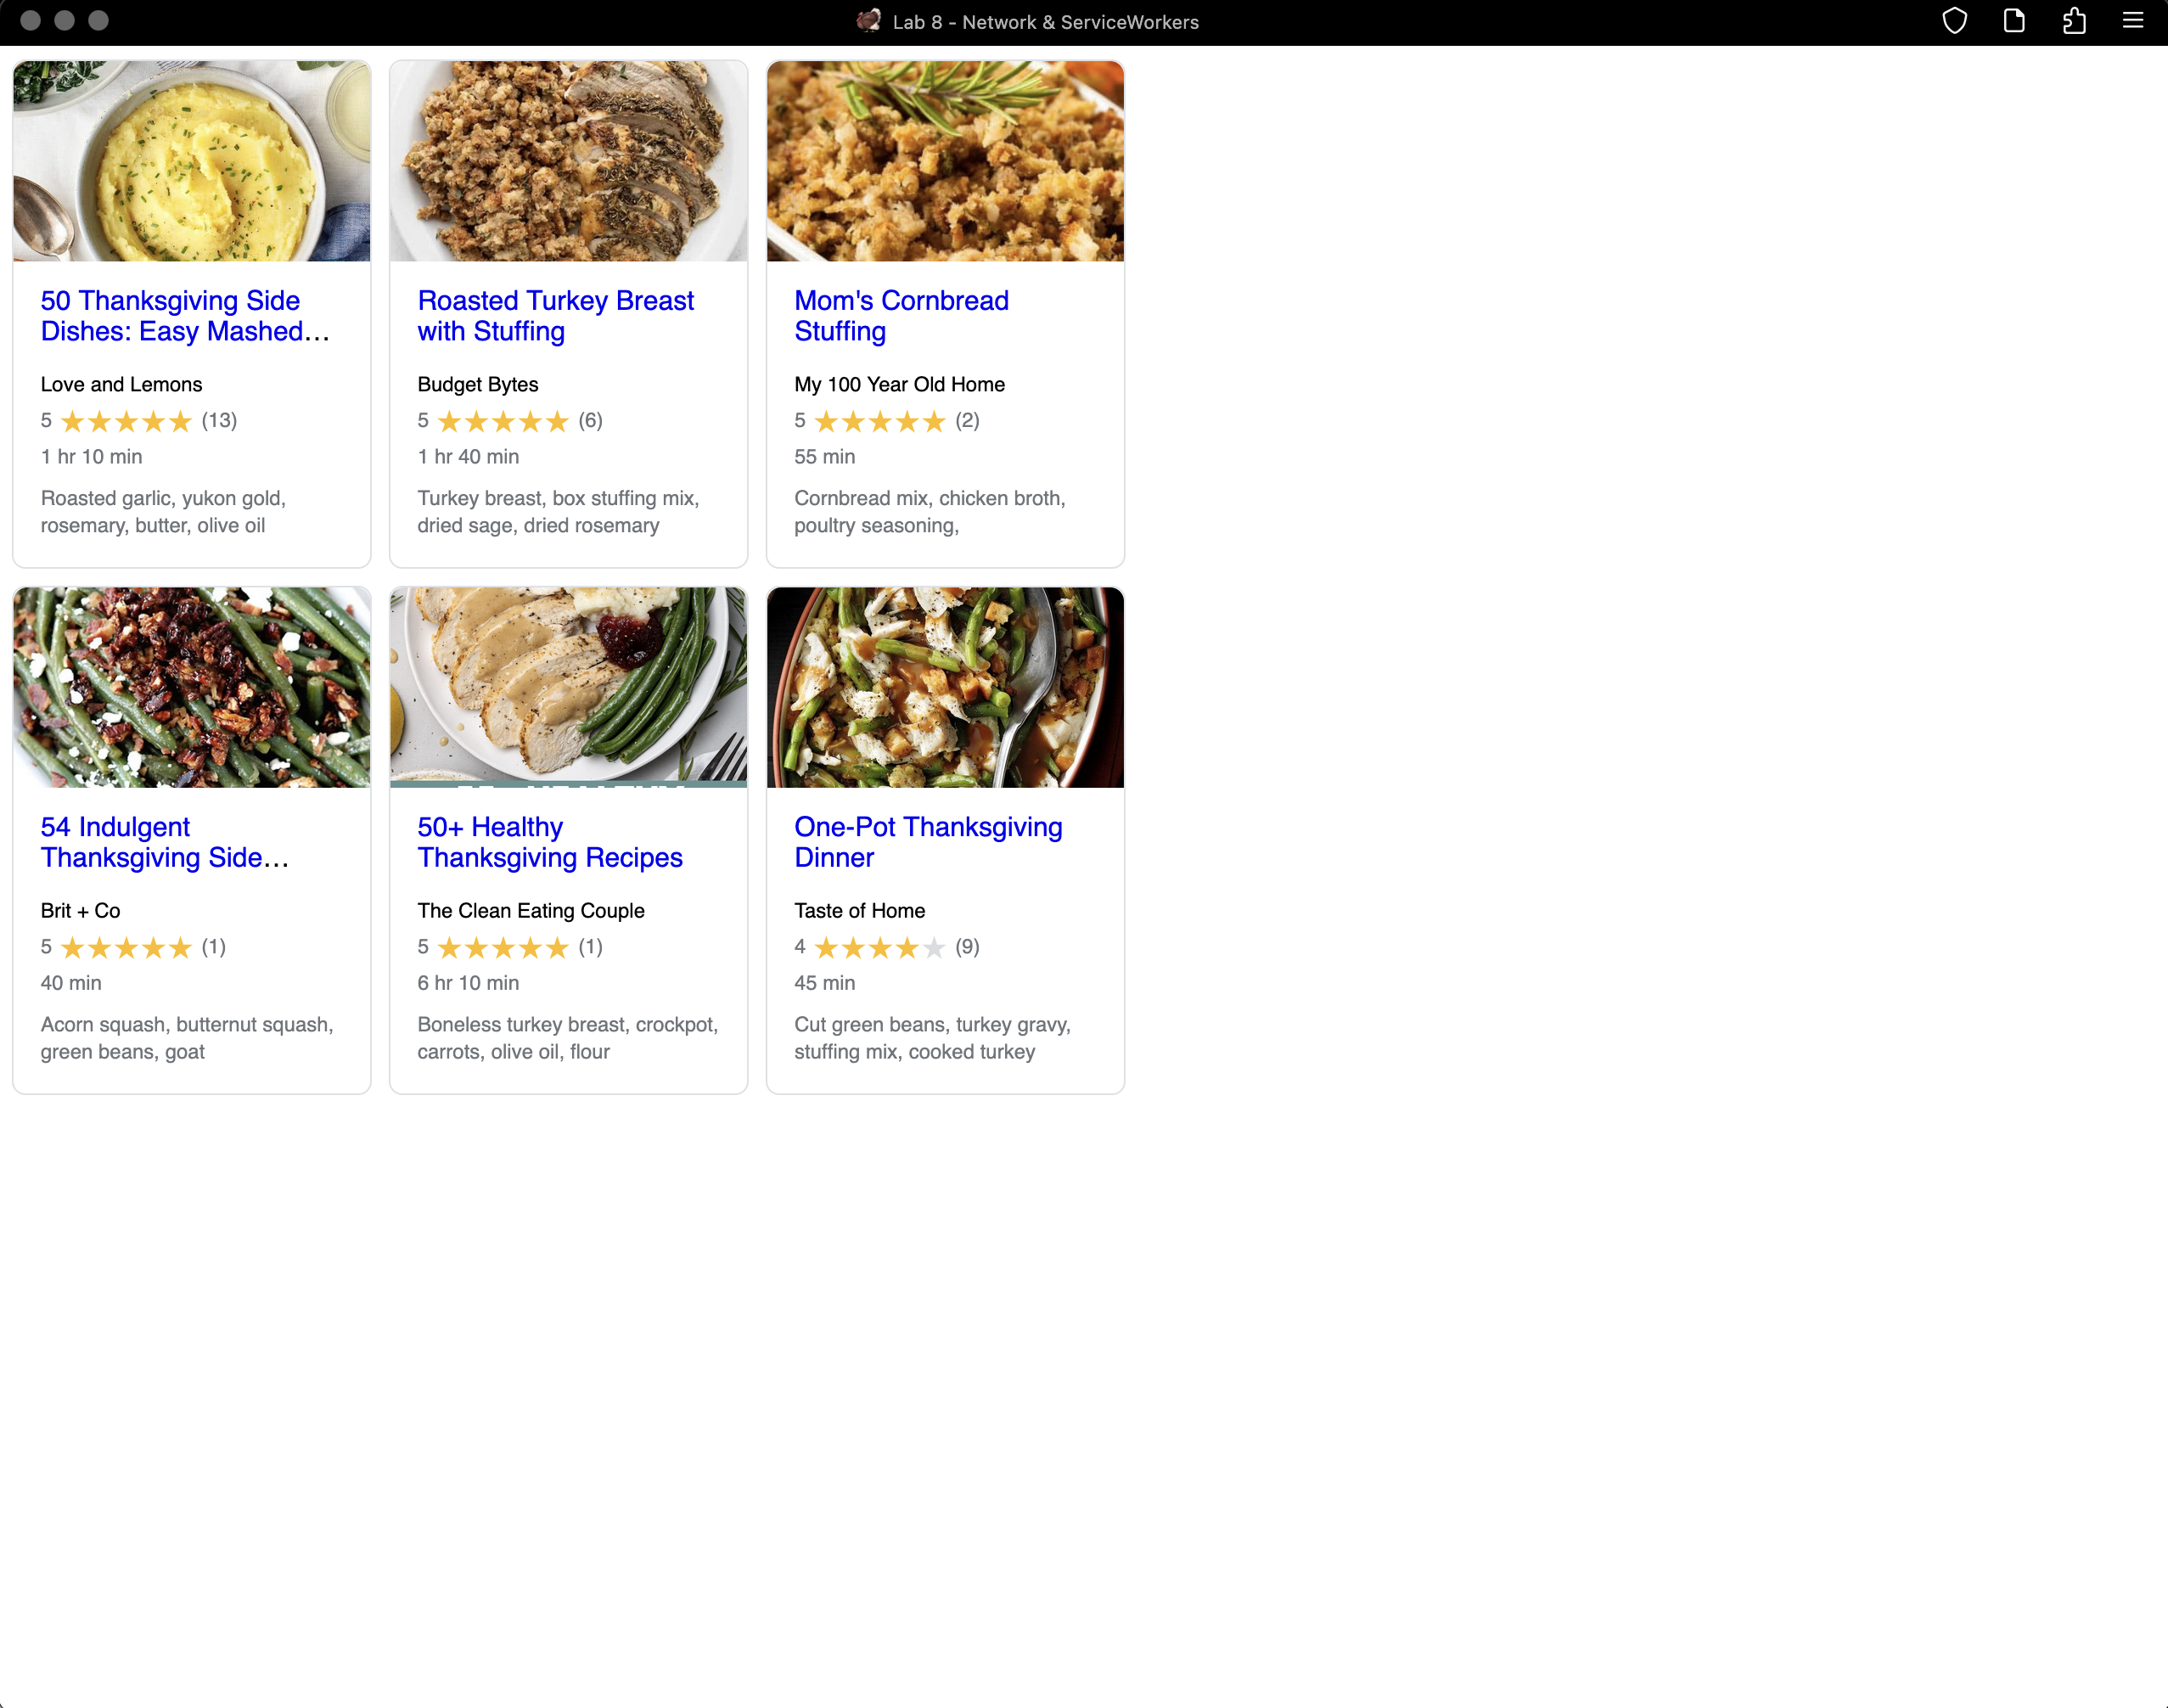 Lab 8 - Network & ServiceWorkers
50 Thanksgiving Side
Dishes: Easy Mashed...
Love and Lemons
5 ★★★★★ (13)
1 hr 10 min
Roasted garlic, yukon gold,
rosemary, butter, olive oil
Roasted Turkey Breast
with Stuffing
Budget Bytes
5 ★★★★★ (6)
1 hr 40 min
Turkey breast, box stuffing mix,
dried sage, dried rosemary
Mom's Cornbread
Stuffing
My 100 Year Old Home
5 ★★★★★ (2)
55 min
Cornbread mix, chicken broth,
poultry seasoning,
54 Indulgent
Thanksgiving Side...
Brit + Co
5 ★★★★★ (1)
40 min
Acorn squash, butternut squash,
green beans, goat
50+ Healthy
Thanksgiving Recipes
The Clean Eating Couple
5 ★★★★★ (1)
6 hr 10 min
Boneless turkey breast, crockpot,
carrots, olive oil, flour
One-Pot Thanksgiving
Dinner
Taste of Home
4 ★★★★★ (9)
45 min
Cut green beans, turkey gravy,
stuffing mix, cooked turkey